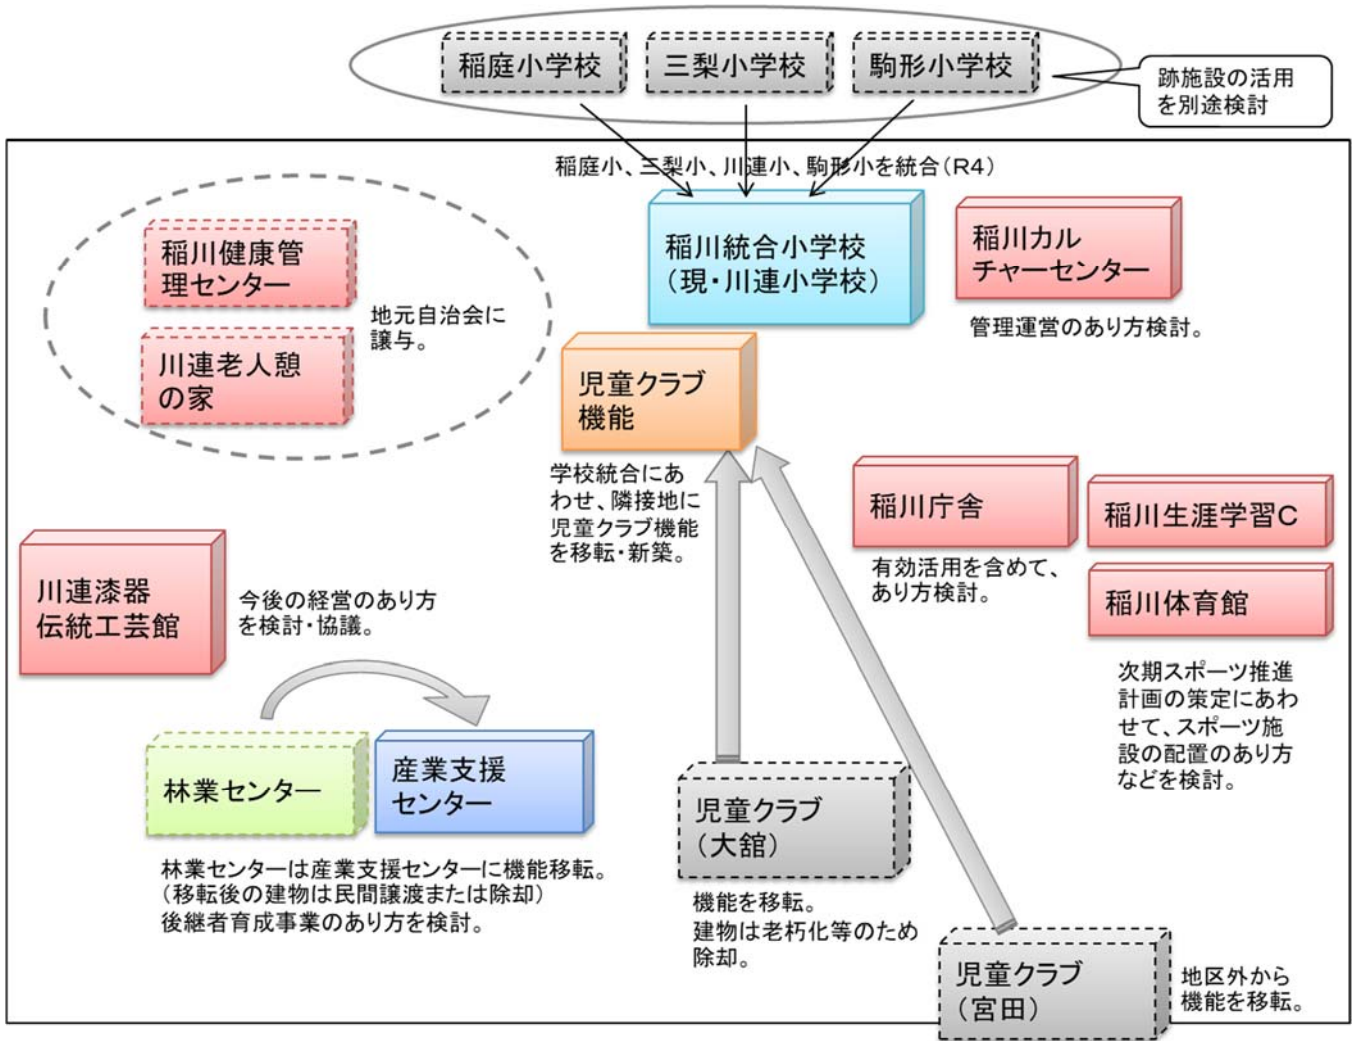 稲庭小学校
三梨小学校
駒形小学校
跡施設の活用
を別途検討
稲庭小、三梨小、川連小、駒形小を統合（R4）
稲川統合小学校
（現・川連小学校）
稲川カル
チャーセンター
管理運営のあり方検討。
稲川健康管
理センター
川連老人憩
の家
地元自治会に
譲与。
児童クラブ
機能
学校統合にあ
わせ、隣接地に
児童クラブ機能
を移転・新築。
稲川庁舎
有効活用を含めて、
あり方検討。
稲川生涯学習C
稲川体育館
次期スポーツ推進
計画の策定にあわ
せて、スポーツ施
設の配置のあり方
などを検討。
川連漆器
伝統工芸館
今後の経営のあり方
を検討・協議。
林業センター
産業支援
センター
林業センターは産業支援センターに機能移転。
（移転後の建物は民間譲渡または除却）
後継者育成事業のあり方を検討。
児童クラブ
（大舘）
機能を移転。
建物は老朽化等のため
除却。
児童クラブ
（宮田）
地区外から
機能を移転。